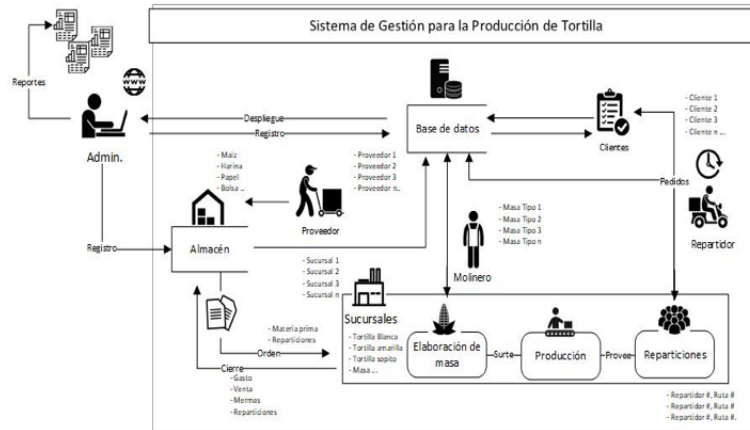 Sistema de Gestión para la Producción de Tortilla
Reportes
www
Admin.
Despliegue
Registro
Base de datos
Clientes
- Cliente 1
- Cliente 2
- Cliente 3
- Cliente n ...
- Maíz
- Harina
- Papel
- Bolsa ..
- Proveedor 1
- Proveedor 2
- Proveedor 3
- Proveedor n..
Proveedor
Pedidos
Repartidor
Registro
Almacén
- Masa Tipo 1
- Masa Tipo 2
- Masa Tipo 3
- Masa Tipo n
Molinero
- Sucursal 1
- Sucursal 2
- Sucursal 3
- Sucursal n
Sucursales
- Tortilla Blanca
- Tortilla amarilla
- Tortilla sopito
- Masa ...
- Materia prima
- Reparticiones
Orden
Cierre
- Gasto
- Venta
- Mermas
- Reparticiones
Elaboración de
masa
Surte
Producción
Provee
Reparticiones
- Repartidor #, Ruta #
- Repartidor #, Ruta #
- Repartidor #, Ruta #.